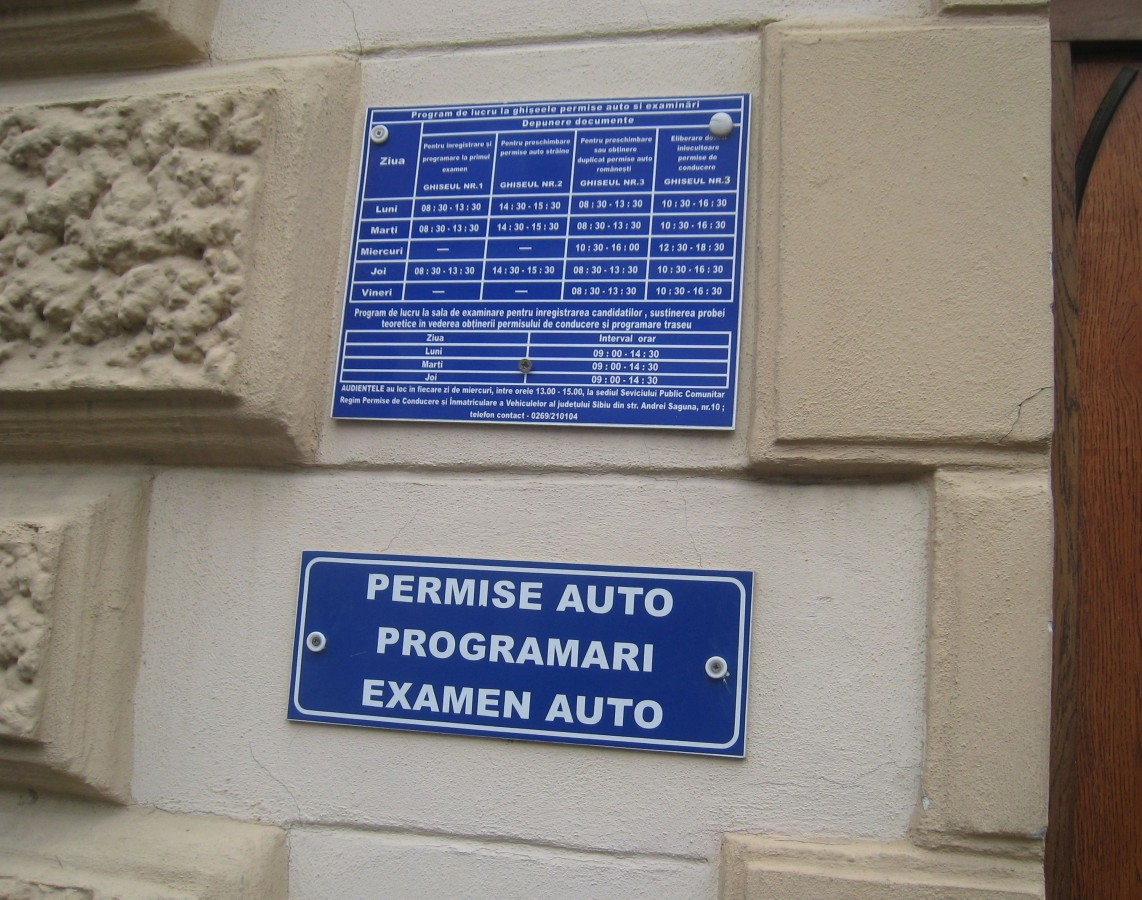 Program de lucru la ghișeele permise auto si examinări
Depunere documente
Ziua
Pentru inregistrare și
programare la primul
examen
GHISEUL NR.1
Pentru preschimbare
permise auto străine
GHISEUL NR.2
Pentru preschimbare
sau obținere
duplicat permise auto
românești
GHISEUL NR.3
Eliberare
inlocuitoare
permise de
conducere
GHISEUL NR.3
Luni 08 : 30 - 13 : 30 14 : 30 - 15 : 30 08 : 30 - 13 : 30 10 : 30 - 16 : 30
Marti 08 : 30 - 13 : 30 14 : 30 - 15 : 30 08 : 30 - 13 : 30 10 : 30 - 16 : 30
Miercuri — — 10 : 30 - 16 : 00 12 : 30 - 18 : 30
Joi 08 : 30 - 13 : 30 14 : 30 - 15 : 30 08 : 30 - 13 : 30 10 : 30 - 16 : 30
Vineri — — 08 : 30 - 13 : 30 10 : 30 - 16 : 30
Program de lucru la sala de examinare pentru inregistrarea candidatilor , sustinerea probei
teoretice in vederea obtinerii permisului de conducere și programare traseu
Ziua Interval orar
Luni 09 : 00 - 14 : 30
Marti 09 : 00 - 14 : 30
Joi 09 : 00 - 14 : 30
AUDIENTELE au loc in fiecare zi de miercuri, intre orele 13.00 - 15.00, la sediul Seviciului Public Comunitar
Regim Permise de Conducere și Înmatriculare a Vehiculelor al județului Sibiu din str. Andrei Saguna, nr.10 ;
telefon contact - 0269/210104
PERMISE AUTO
PROGRAMARI
EXAMEN AUTO